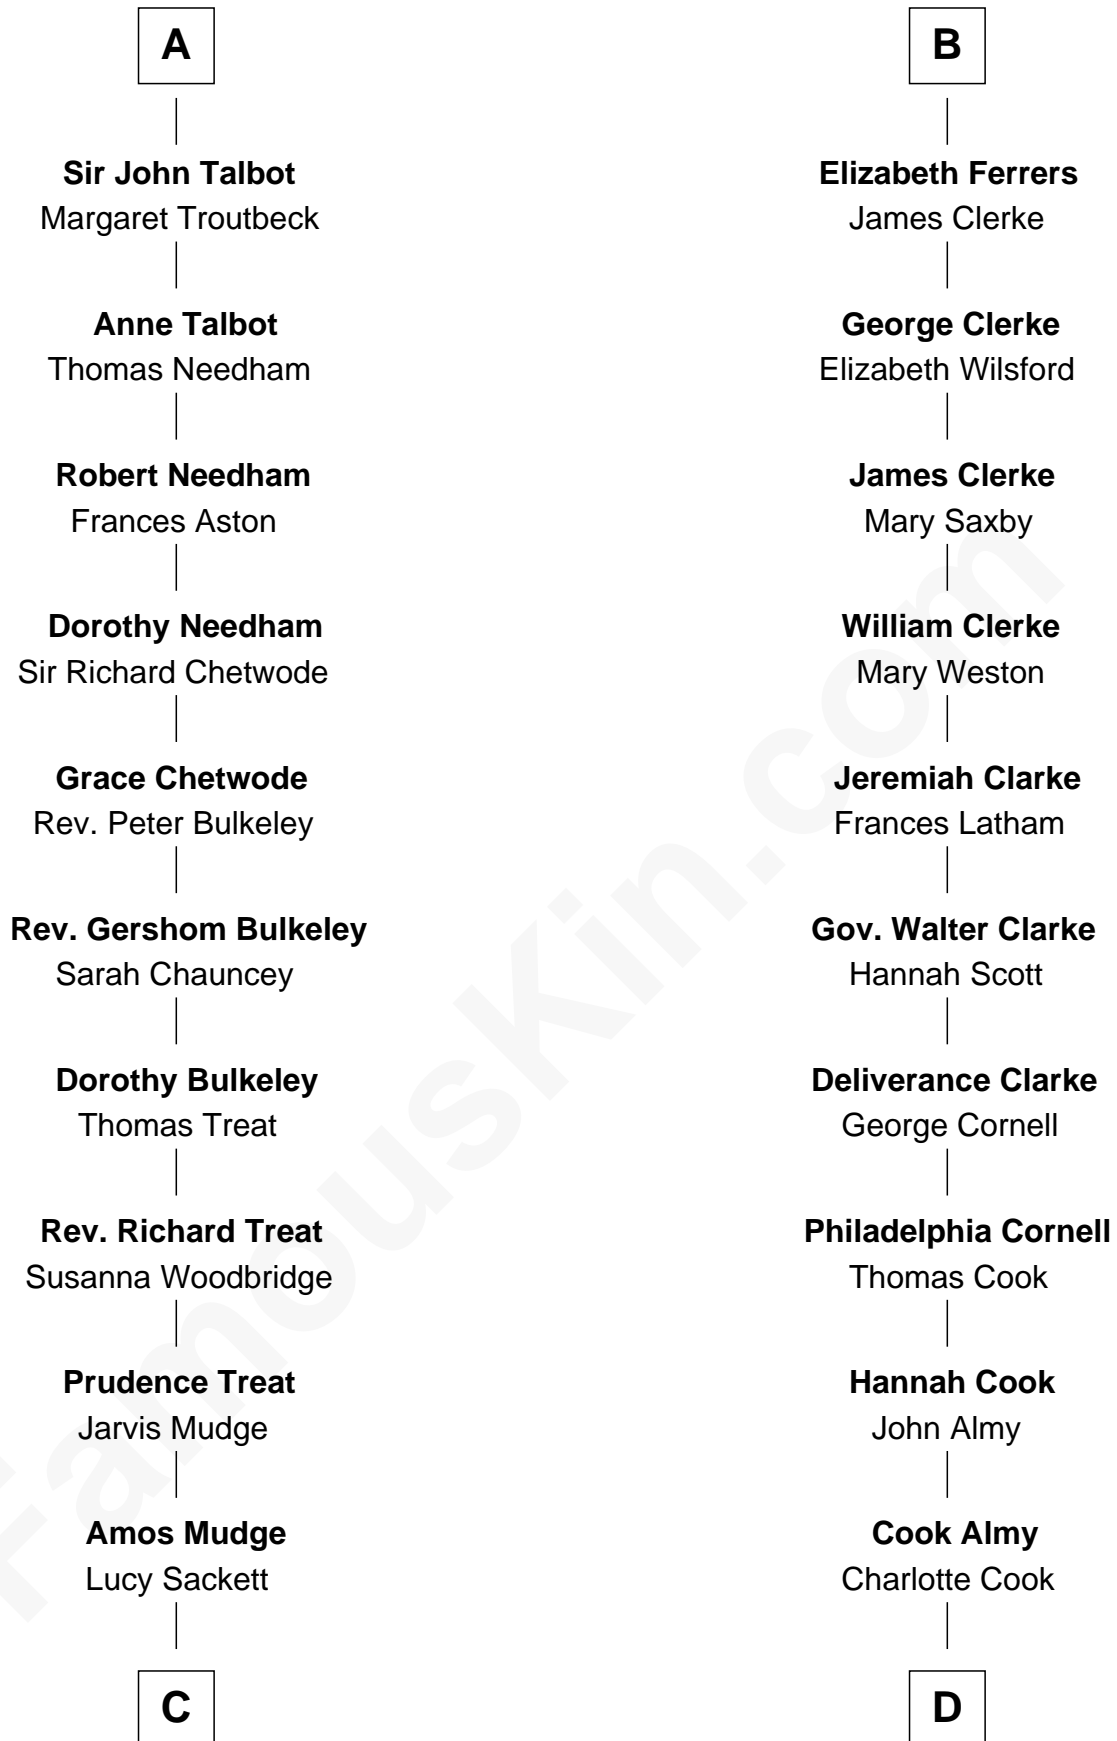 A
Sir John Talbot
Margaret Troutbeck
Anne Talbot
Thomas Needham
Robert Needham
Frances Aston
Dorothy Needham
Sir Richard Chetwode
Grace Chetwode
Rev. Peter Bulkeley
Rev. Gershom Bulkeley
Sarah Chauncey
Dorothy Bulkeley
Thomas Treat
Rev. Richard Treat
Susanna Woodbridge
Prudence Treat
Jarvis Mudge
Amos Mudge
Lucy Sackett
C
B
Elizabeth Ferrers
James Clerke
George Clerke
Elizabeth Wilsford
James Clerke
Mary Saxby
William Clerke
Mary Weston
Jeremiah Clarke
Frances Latham
Gov. Walter Clarke
Hannah Scott
Deliverance Clarke
George Cornell
Philadelphia Cornell
Thomas Cook
Hannah Cook
John Almy
Cook Almy
Charlotte Cook
D
FamousKin.com